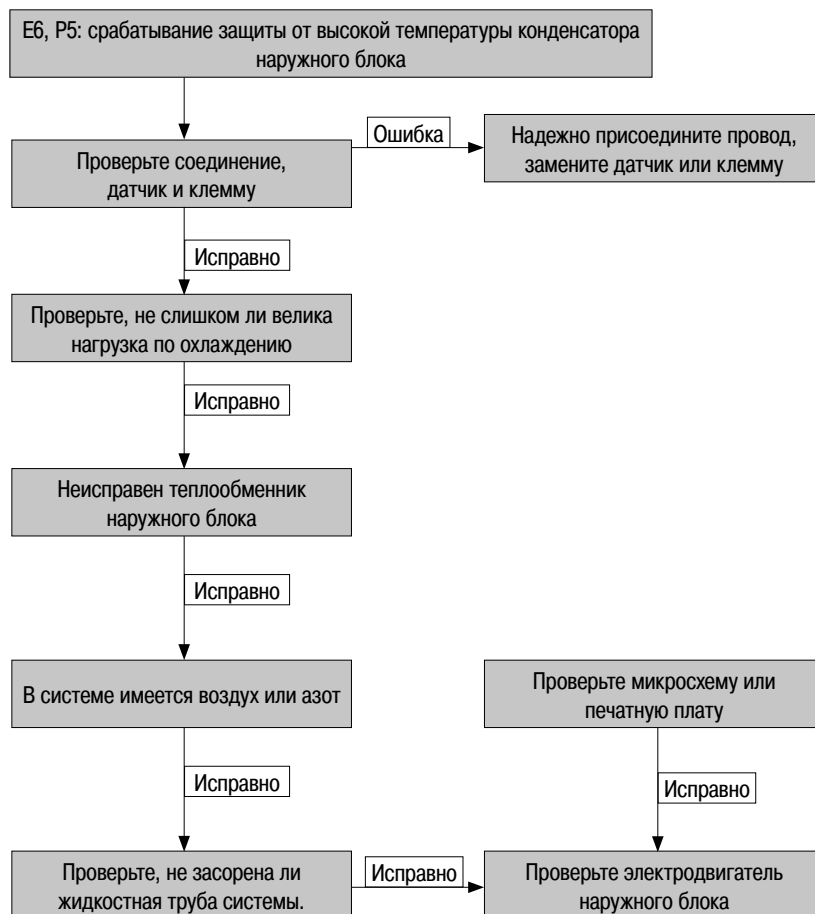 E6, P5: срабатывание защиты от высокой температуры конденсатора
наружного блока
Ошибка
Проверьте соединение,
датчик и клемму
Надежно присоедините провод,
замените датчик или клемму
Исправно
Проверьте, не слишком ли велика
нагрузка по охлаждению
Исправно
Неисправен теплообменник
наружного блока
Исправно
В системе имеется воздух или азот
Проверьте микросхему или
печатную плату
Исправно
Исправно
Проверьте, не засорена ли
жидкостная труба системы.
Исправно
Проверьте электродвигатель
наружного блока